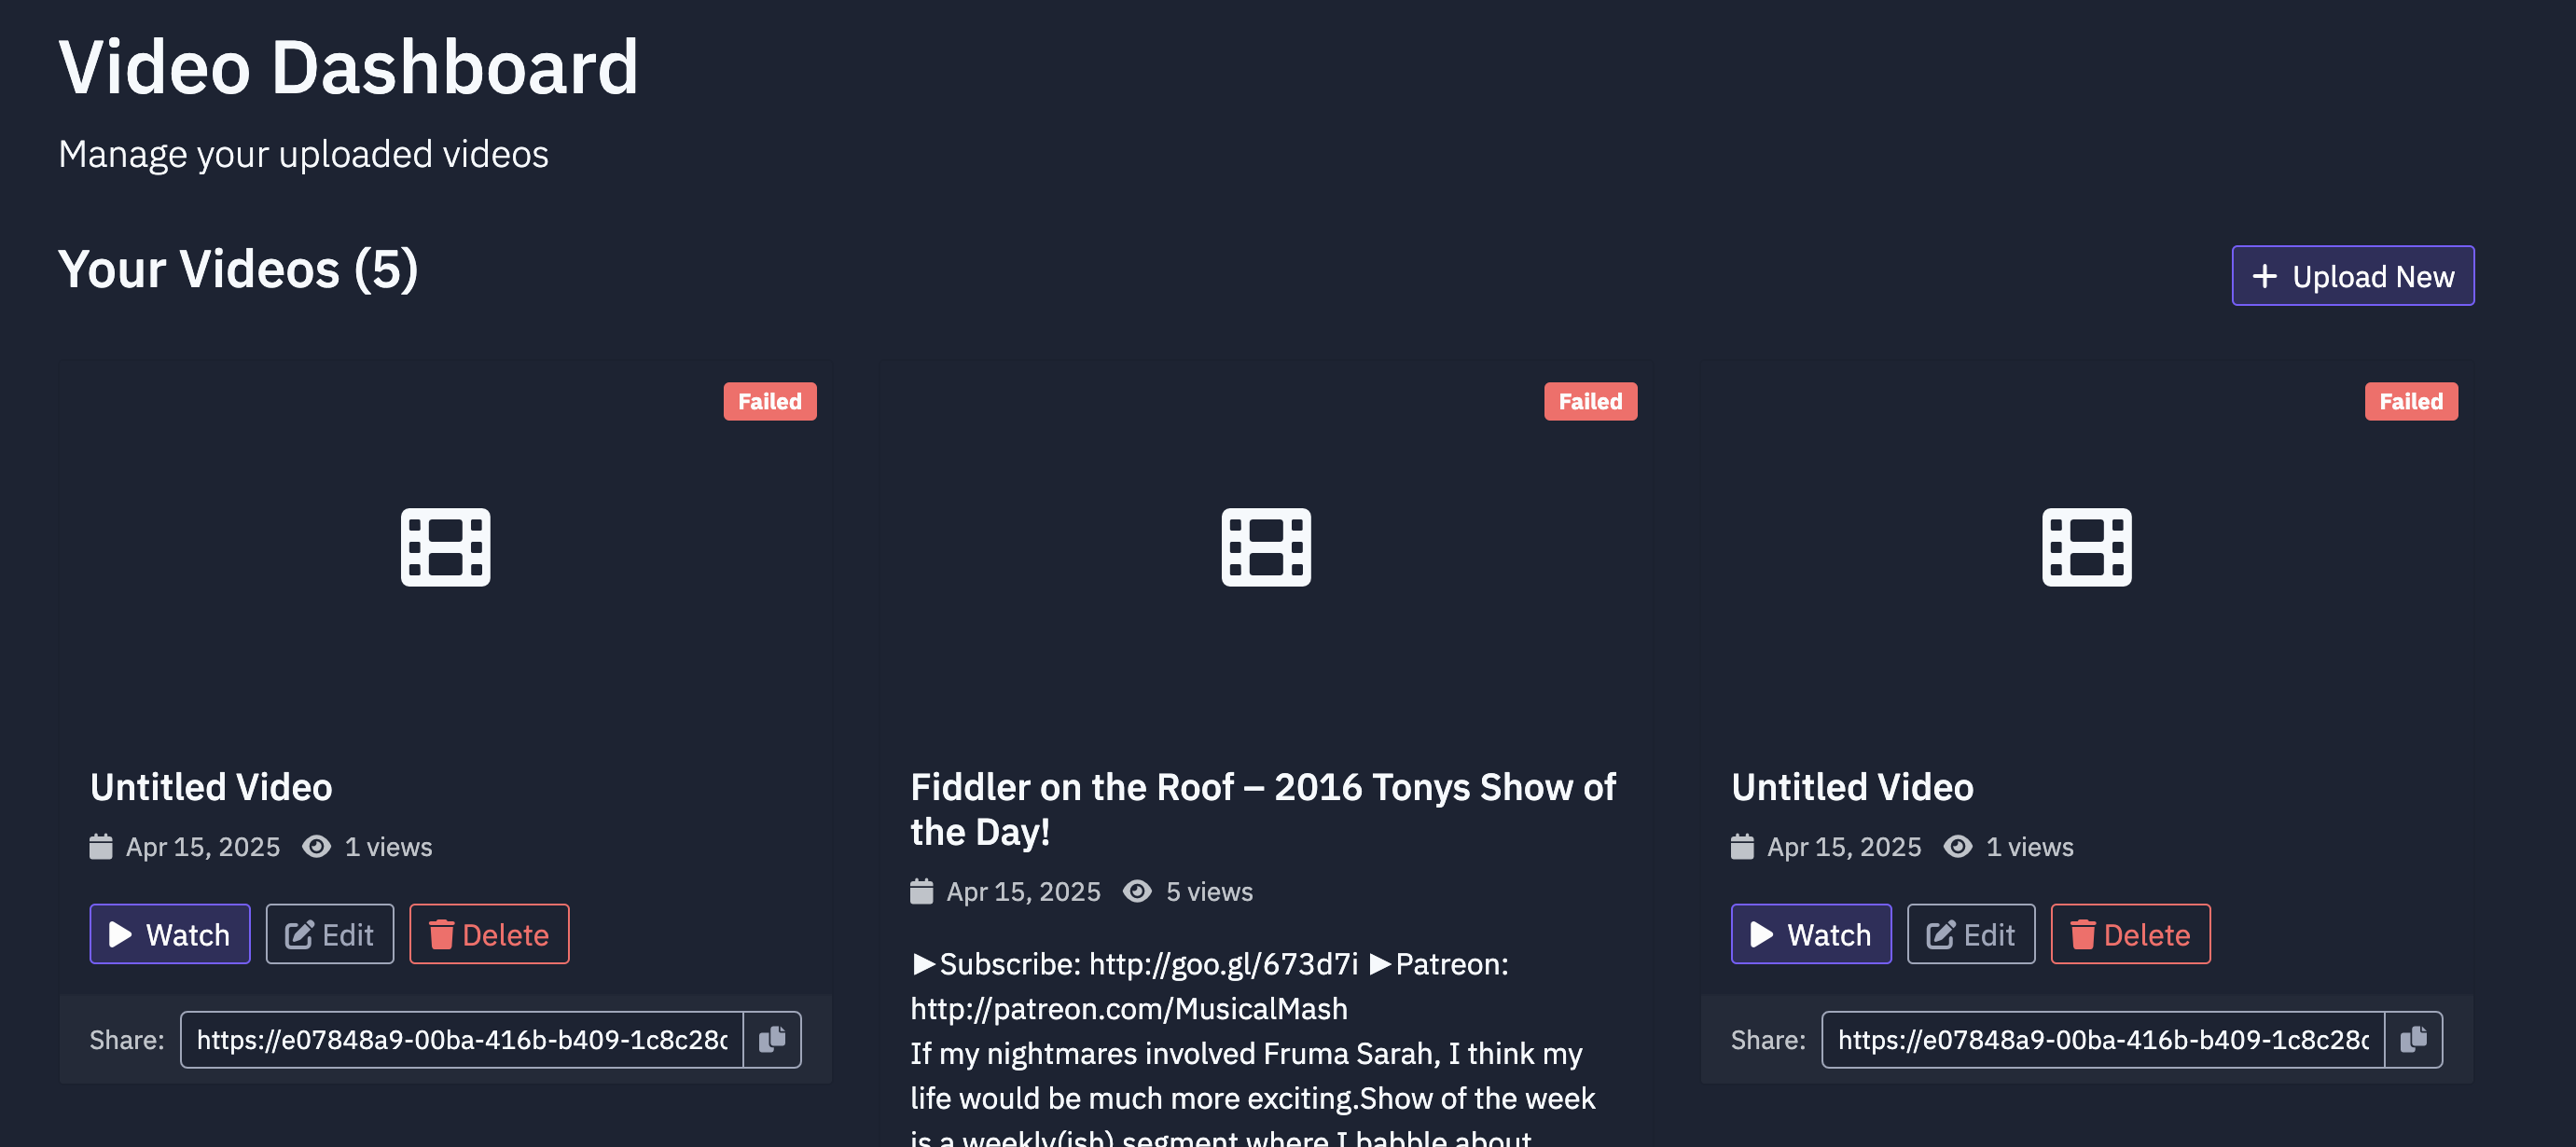 Video Dashboard
Manage your uploaded videos
Your Videos (5)
Upload New
Failed
Untitled Video
Apr 15, 2025 1 views
Watch Edit Delete
Share: https://e07848a9-00ba-416b-b409-1c8c28c
Failed
Fiddler on the Roof – 2016 Tonys Show of
the Day!
Apr 15, 2025 5 views
►Subscribe: http://goo.gl/673d7i ►Patreon:
http://patreon.com/MusicalMash
If my nightmares involved Fruma Sarah, I think my
life would be much more exciting.Show of the week
is a weekly(ish) segment where I babble about
Failed
Untitled Video
Apr 15, 2025 1 views
Watch Edit Delete
Share: https://e07848a9-00ba-416b-b409-1c8c28c